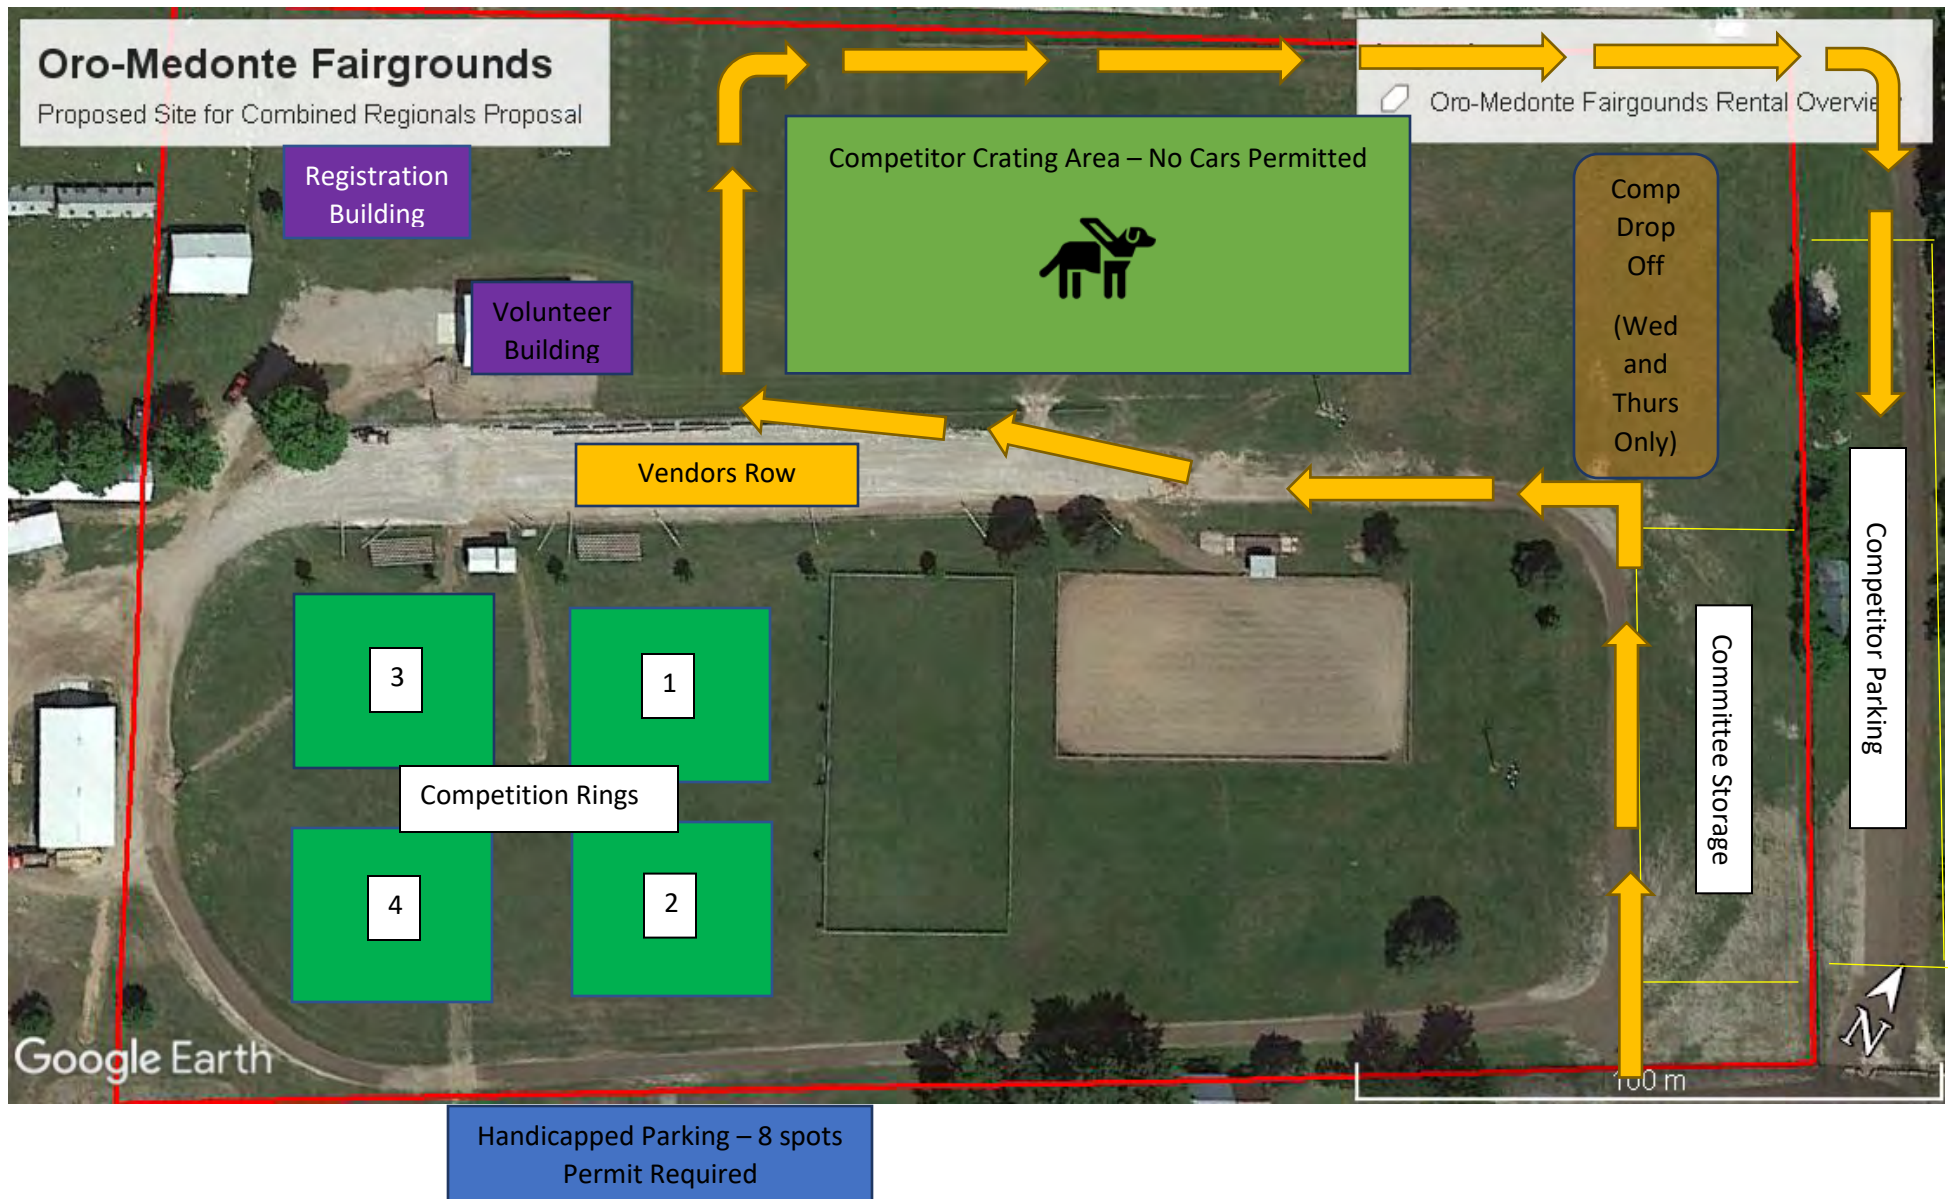 Oro-Medonte Fairgrounds
Proposed Site for Combined Regionals Proposal
Oro-Medonte Fairgounds Rental Overvie
Registration
Building
Competitor Crating Area – No Cars Permitted
Comp
Drop
Off
(Wed
and
Thurs
Only)
Volunteer
Building
Vendors Row
Competitor Parking
Committee Storage
3
1
Competition Rings
4
2
Google Earth
N
100 m
Handicapped Parking – 8 spots
Permit Required